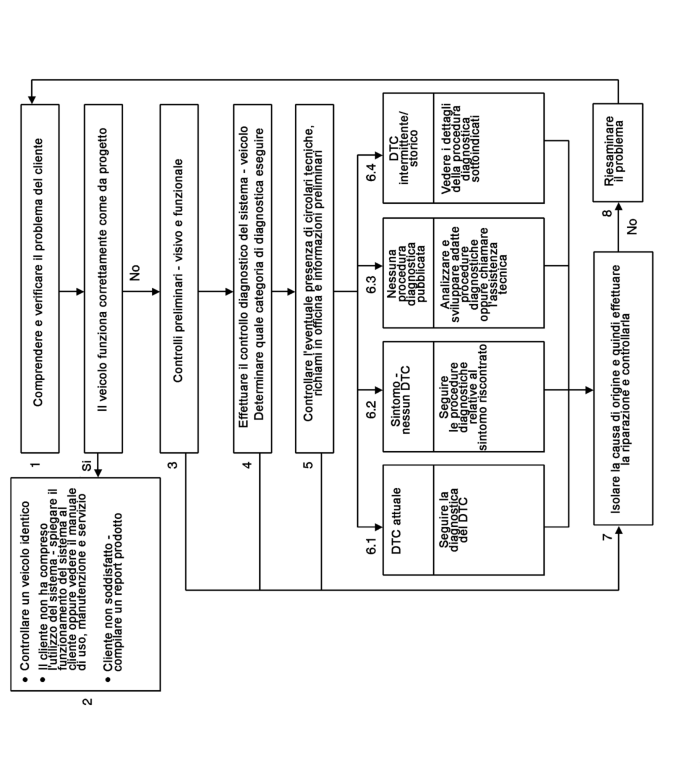 1
Comprendere e verificare il problema del cliente
Il veicolo funziona correttamente come da progetto
Sì
No
2
• Controllare un veicolo identico
• Il cliente non ha compreso
l'utilizzo del sistema - spiegare il
funzionamento del sistema al
cliente oppure vedere il manuale
di uso, manutenzione e servizio
• Cliente non soddisfatto -
compilare un report prodotto
3
Controlli preliminari - visivo e funzionale
4
Effettuare il controllo diagnostico del sistema - veicolo
Determinare quale categoria di diagnostica eseguire
5
Controllare l'eventuale presenza di circolari tecniche,
richiami in officina e informazioni preliminari
6.1
DTC attuale
Seguire la
diagnostica
del DTC
6.2
Sintomo -
nessun DTC
Seguire
le procedure
diagnostiche
relative al
sintomo riscontrato
6.3
Nessuna
procedura
diagnostica
pubblicata
Analizzare e
sviluppare adatte
procedure
diagnostiche
oppure chiamare
l'assistenza
tecnica
6.4
DTC
intermittente/
storico
Vedere i dettagli
della procedura
diagnostica
sottoindicati
7
Isolare la causa di origine e quindi effettuare
la riparazione e controllarla
No
8
Riesaminare
il problema